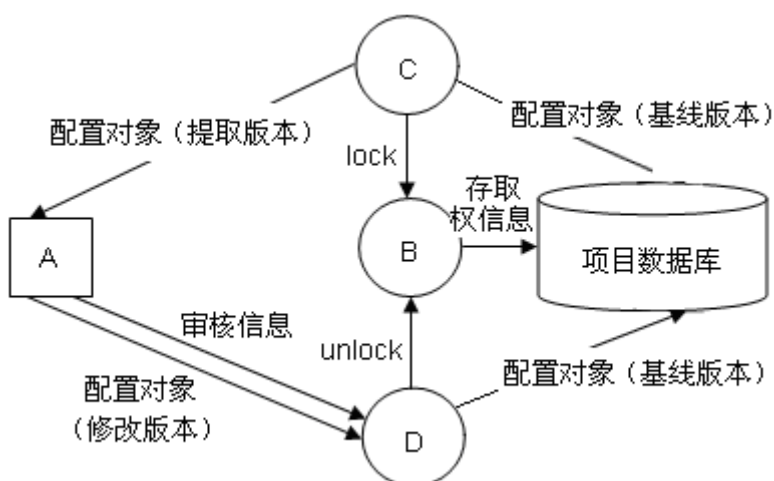 C
配置对象（提取版本）
配置对象（基线版本）
lock
存取
权信息
A
B
项目数据库
审核信息
unlock
配置对象（基线版本）
配置对象
（修改版本）
D